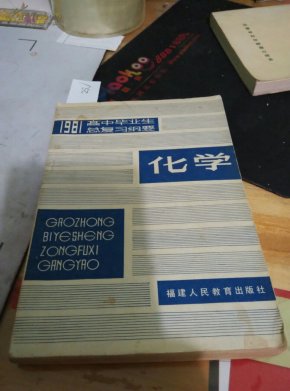 1981
高中毕业生
总复习纲要
化学
GAOZHONG
BIYESHENG
ZONGFUXI
GANGYAO
福建人民教育出版社